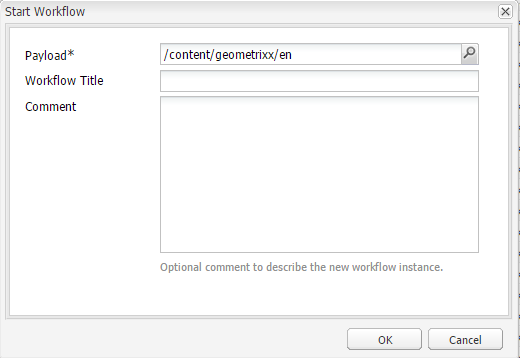 Start Workflow
Payload* /content/geometrixx/en
Workflow Title
Comment
Optional comment to describe the new workflow instance.
OK Cancel